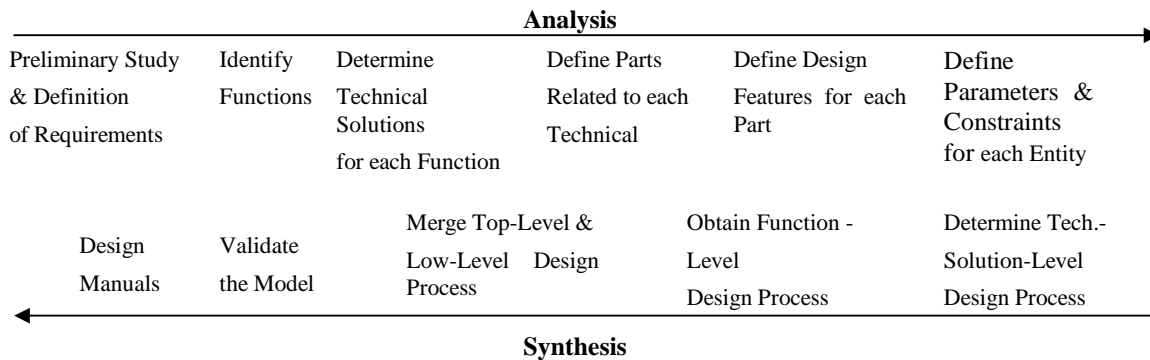 Analysis
Preliminary Study
& Definition
of Requirements
Identify
Functions
Determine
Technical
Solutions
for each Function
Define Parts
Related to each
Technical
Define Design
Features for each
Part
Define
Parameters &
Constraints
for each Entity
Design
Manuals
Validate
the Model
Merge Top-Level &
Low-Level Design
Process
Obtain Function -
Level
Design Process
Determine Tech.-
Solution-Level
Design Process
Synthesis